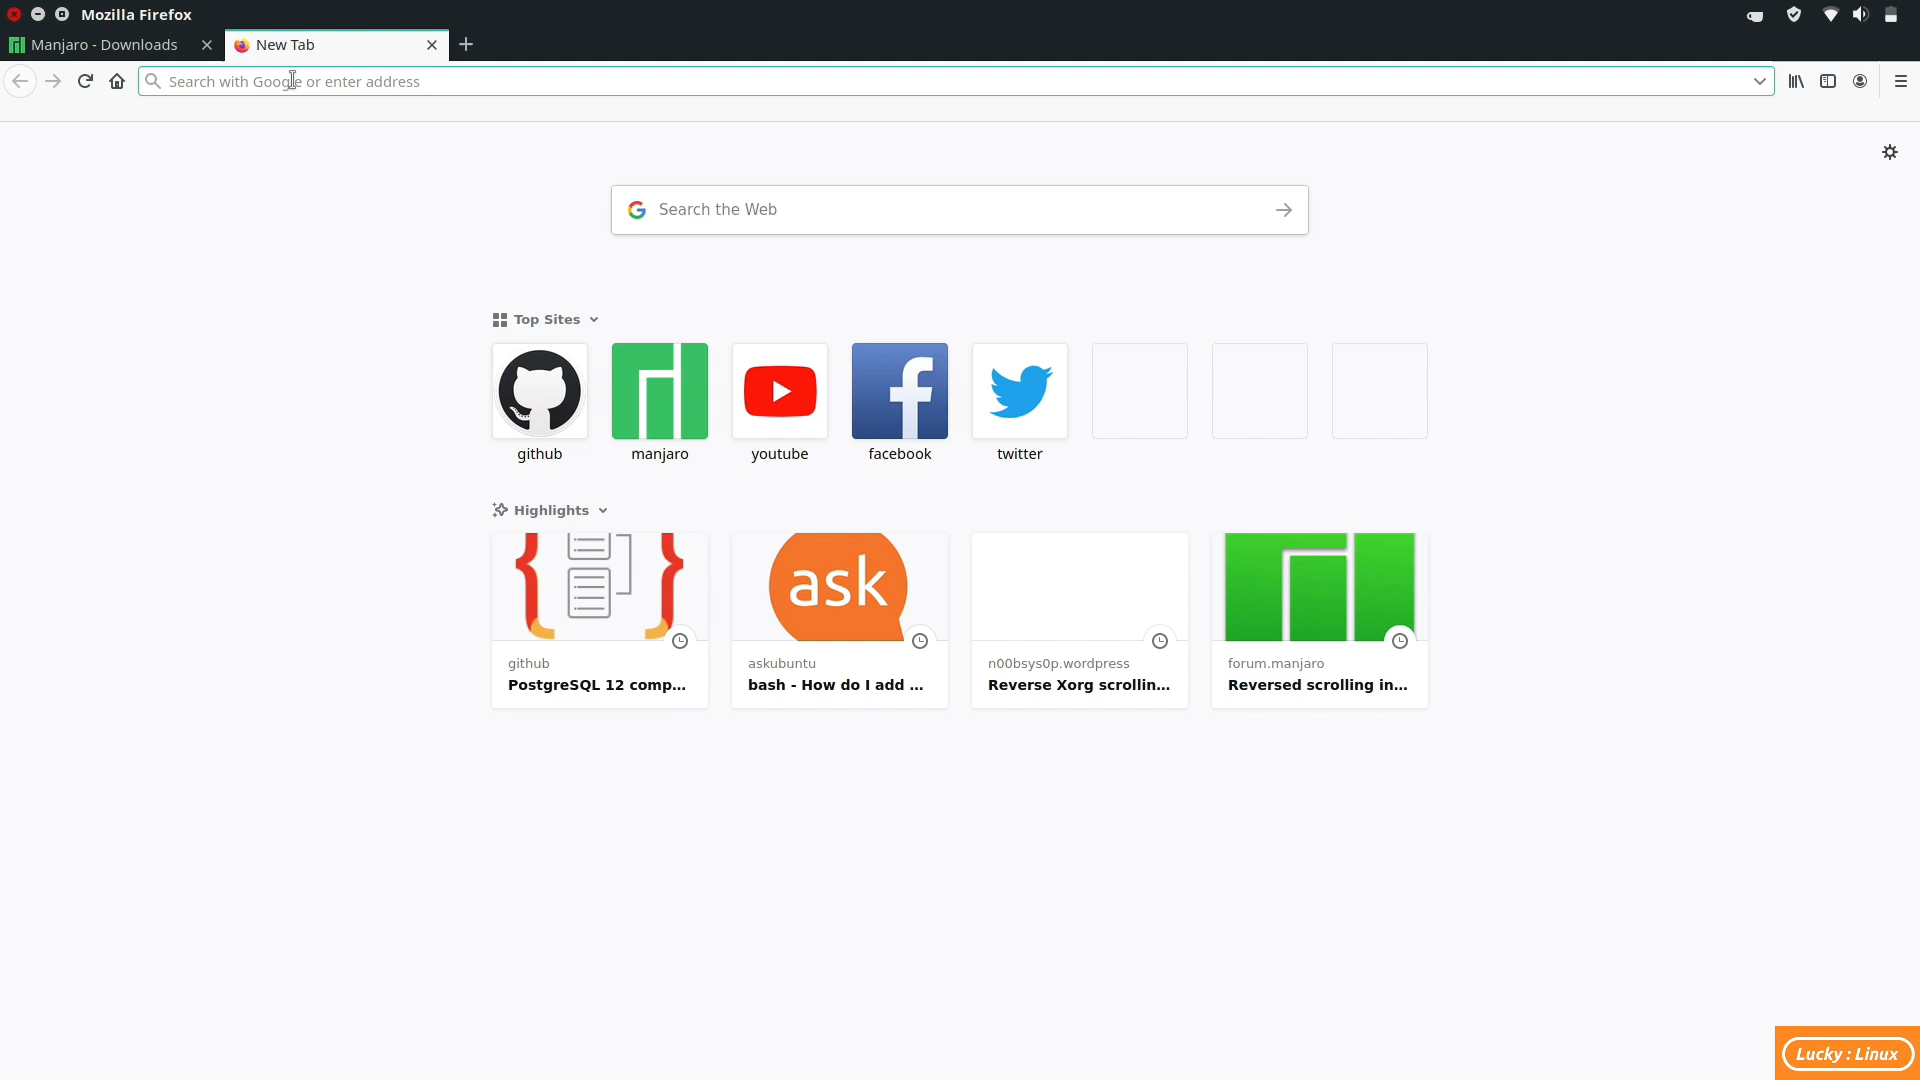 Mozilla Firefox
Manjaro - Downloads
New Tab
Search with Google or enter address
Search the Web
Top Sites
github
manjaro
youtube
facebook
twitter
Highlights
ask
github
PostgreSQL 12 comp...
askubuntu
bash - How do I add ...
n00bsys0p.wordpress
Reverse Xorg scrollin...
forum.manjaro
Reversed scrolling in...
Lucky : Linux